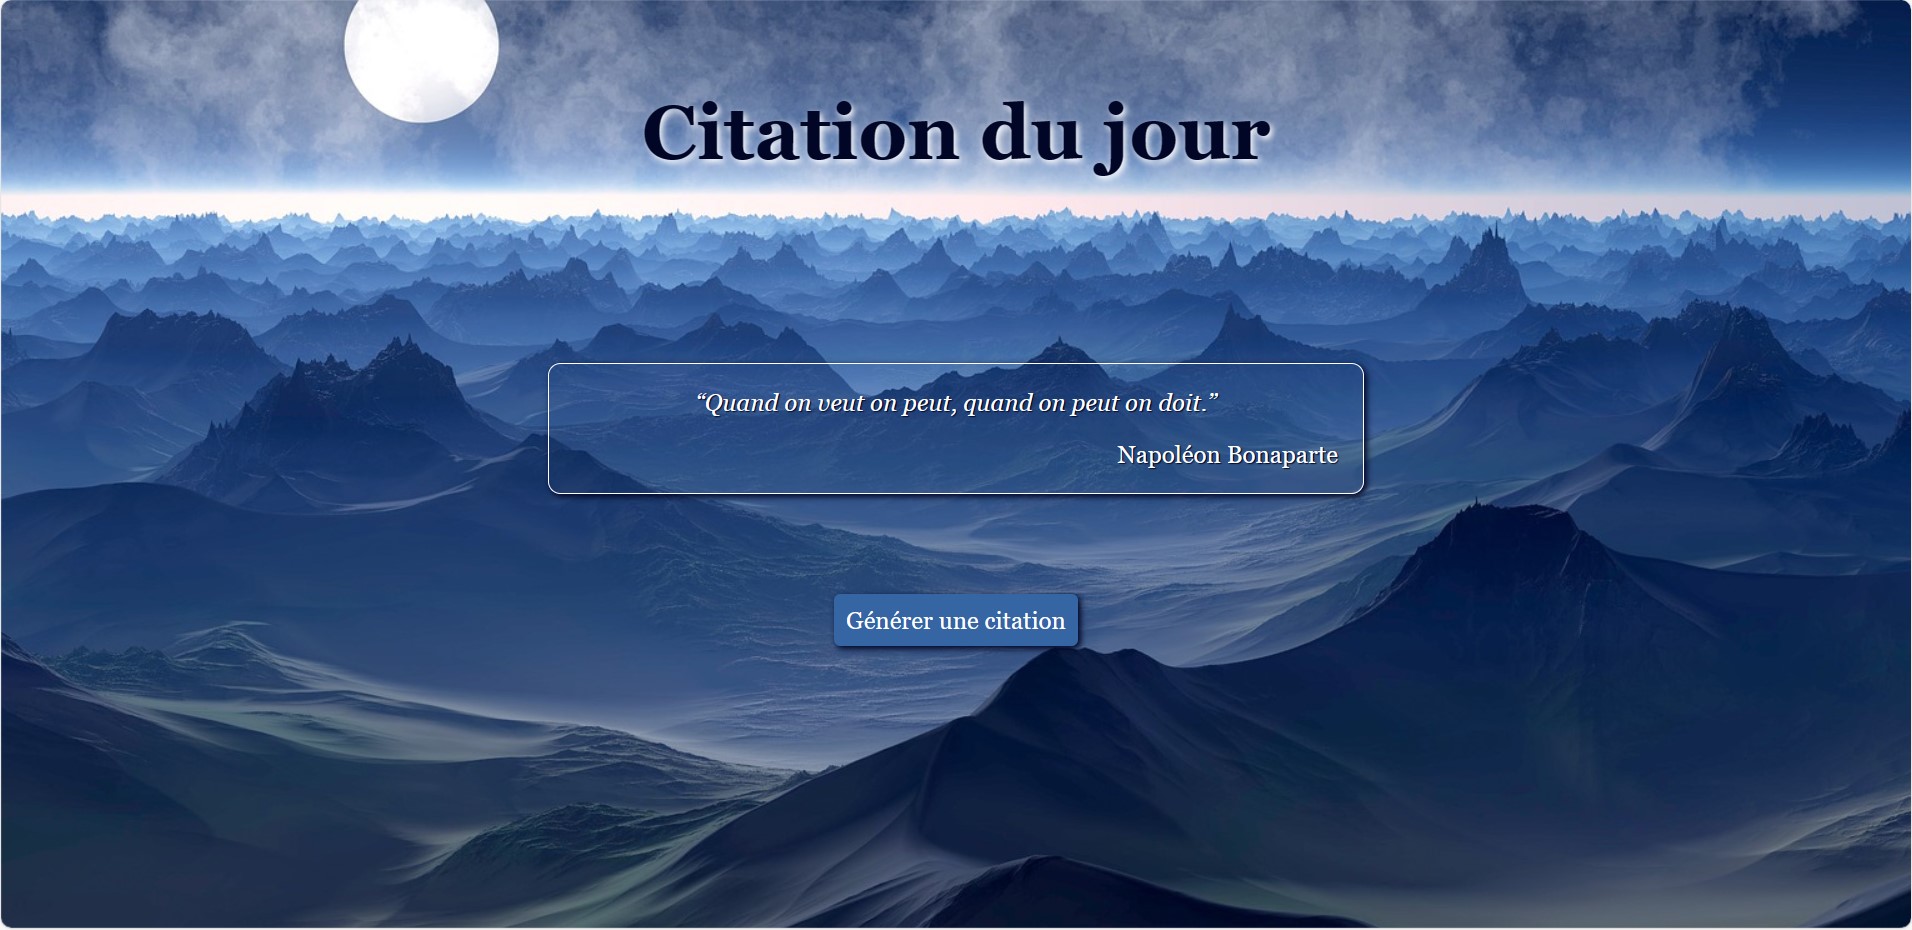 Citation du jour
“Quand on veut on peut, quand on peut on doit.”
Napoléon Bonaparte
Générer une citation